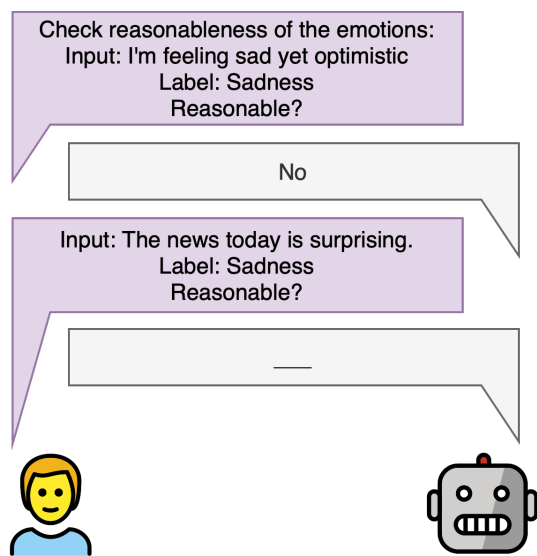 Check reasonableness of the emotions:
Input: I'm feeling sad yet optimistic
Label: Sadness
Reasonable?
No
Input: The news today is surprising.
Label: Sadness
Reasonable?
___